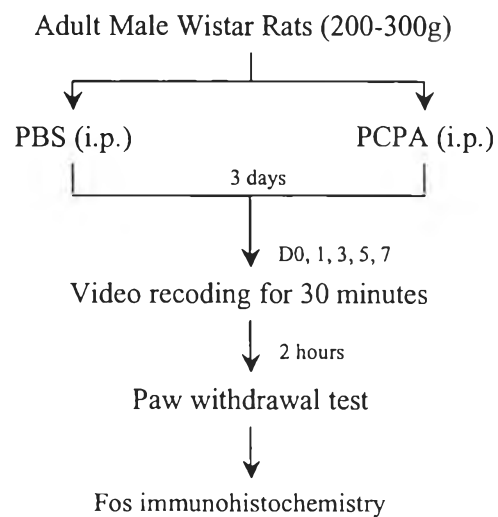 Adult Male Wistar Rats (200-300g)
PBS (i.p.)
PCPA (i.p.)
3 days
D0, 1, 3, 5, 7
Video recoding for 30 minutes
2 hours
Paw withdrawal test
Fos immunohistochemistry